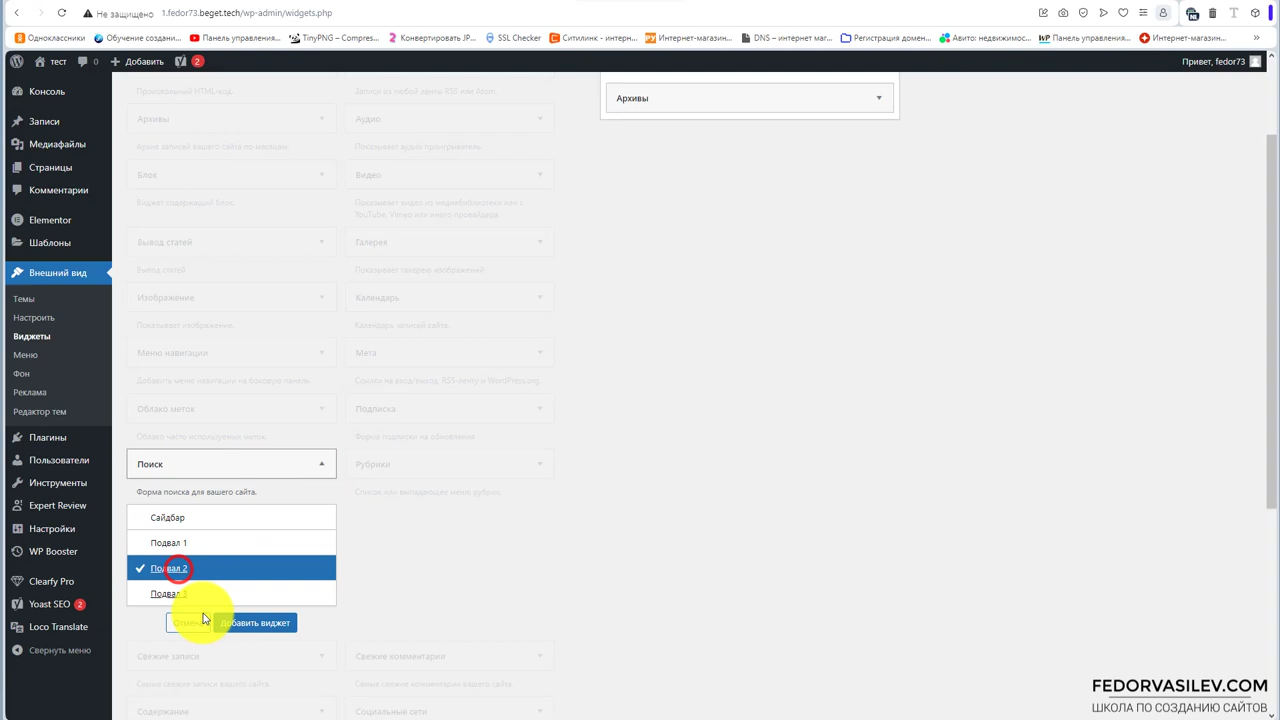 Не защищено
1.fedor73.beget.tech/wp-admin/widgets.php
Одноклассники
Обучение создани...
Панель управления...
TinyPNG – Compres...
Конвертировать JP...
SSL Checker
Ситилинк - интерн...
Интернет-магазин...
DNS – интернет маг...
Регистрация домен...
Авито: недвижимос...
Панель управления...
Интернет-магазин...
тест
0
Добавить
2
Привет, fedor73
Консоль
Записи
Медиафайлы
Страницы
Комментарии
Elementor
Шаблоны
Внешний вид
Темы
Настроить
Виджеты
Меню
Фон
Реклама
Редактор тем
Плагины
Пользователи
Инструменты
Expert Review
Настройки
WP Booster
Clearfy Pro
Yoast SEO 2
Loco Translate
Свернуть меню
Произвольный HTML-код.
Записи из любой ленты RSS или Atom.
Архивы
Аудио
Архив записей вашего сайта по месяцам.
Показывает аудио проигрыватель.
Блок
Видео
Виджет содержащий блок.
Показывает видео из медиабиблиотеки или с
YouTube, Vimeo или иного провайдера.
Вывод статей
Галерея
Вывод статей
Показывает галерею изображений.
Изображение
Календарь
Показывает изображение.
Календарь записей сайта.
Меню навигации
Мета
Добавить меню навигации на боковую панель.
Ссылки на вход/выход, RSS-ленту и WordPress.org.
Облако меток
Подписка
Облако часто используемых меток.
Форма подписки на обновления
Поиск
Рубрики
Форма поиска для вашего сайта.
Список или выпадающее меню рубрик.
Сайдбар
Подвал 1
Подвал 2
Подвал 3
Отмена
Добавить виджет
Свежие записи
Свежие комментарии
Самые свежие записи вашего сайта.
Самые свежие комментарии вашего сайта.
Содержание
Социальные сети
Архивы
FEDORVASILEV.COM
ШКОЛА ПО СОЗДАНИЮ САЙТОВ